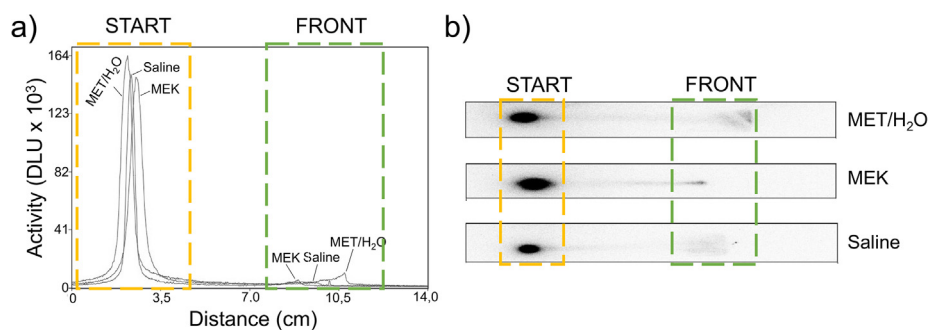 a)
START
FRONT
164
123
82
41
0
Activity (DLU x 10³)
MET/H₂O
Saline
MEK
MEK
Saline
MET/H₂O
0,0
3,5
7,0
10,5
14,0
Distance (cm)
b)
START
FRONT
MET/H₂O
MEK
Saline